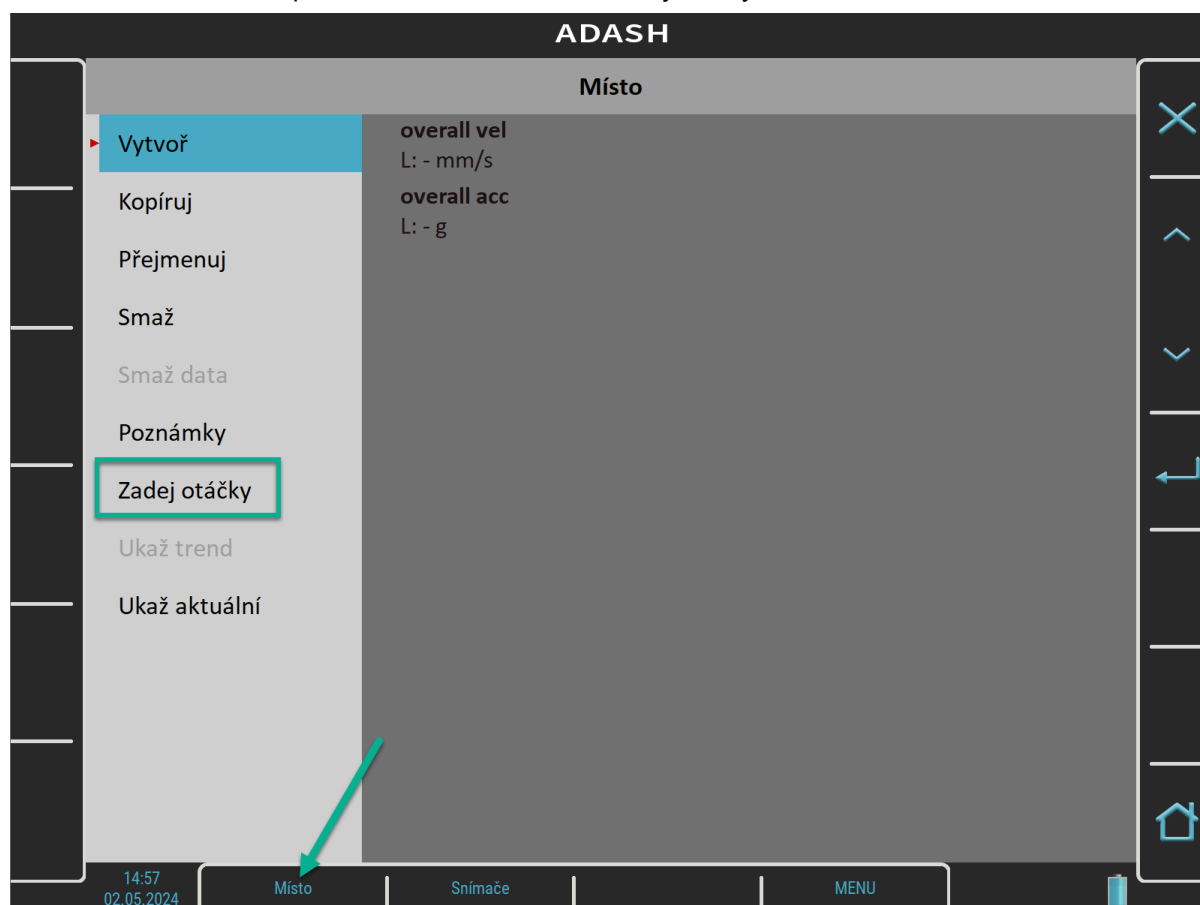 ADASH
Místo
Vytvoř
Kopíruj
Přejmenuj
Smaž
Smaž data
Poznámky
Zadej otáčky
Ukaž trend
Ukaž aktuální
overall vel
L: - mm/s
overall acc
L: - g
14:57
02.05.2024
Místo
Snímače
MENU